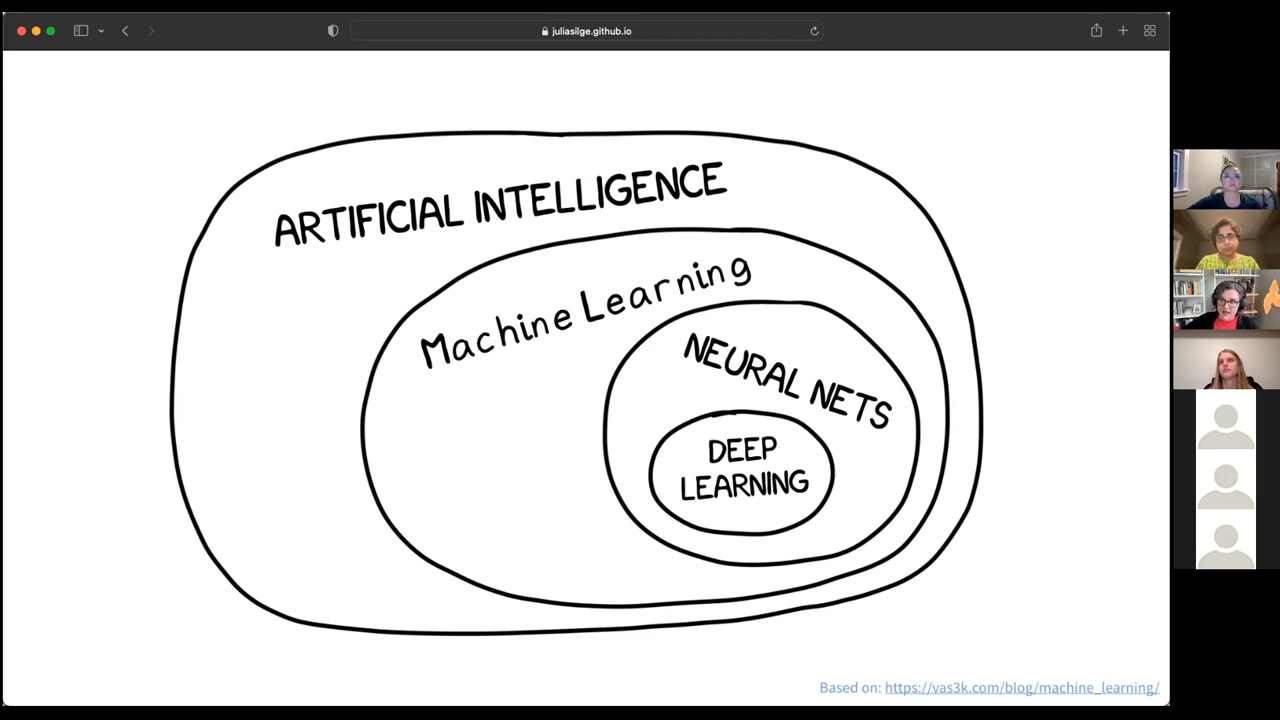 juliasilge.github.io
ARTIFICIAL INTELLIGENCE
Machine Learning
NEURAL NETS
DEEP
LEARNING
Based on: https://vas3k.com/blog/machine_learning/